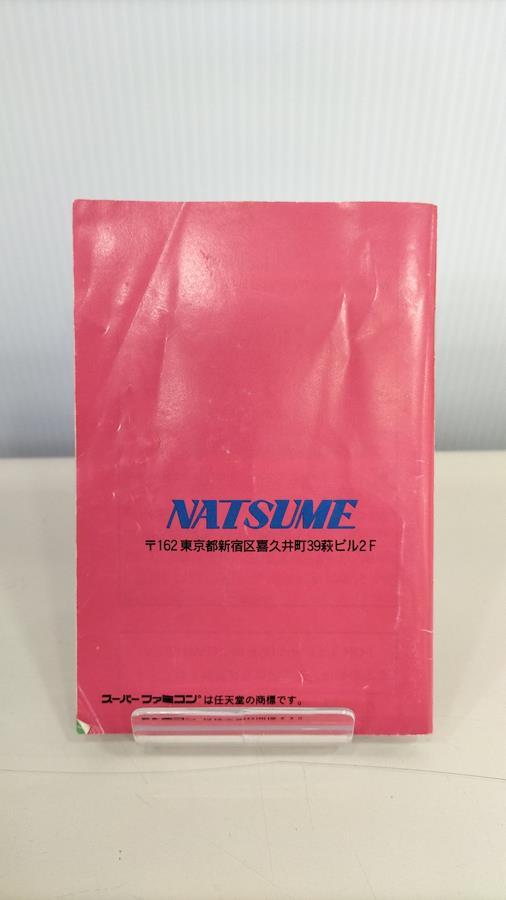 NATSUME
〒162 東京都新宿区喜久井町39萩ビル2F
スーパーファミコン®は任天堂の商標です。